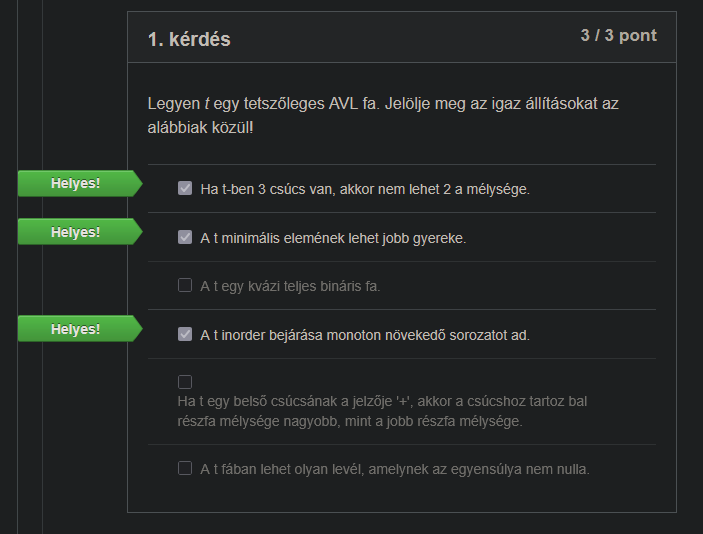 1. kérdés
3 / 3 pont
Legyen t egy tetszőleges AVL fa. Jelölje meg az igaz állításokat az
alábbiak közül!
Helyes!
Ha t-ben 3 csúcs van, akkor nem lehet 2 a mélysége.
Helyes!
A t minimális elemének lehet jobb gyereke.
A t egy kvázi teljes bináris fa.
Helyes!
A t inorder bejárása monoton növekedő sorozatot ad.
Ha t egy belső csúcsának a jelzője '+', akkor a csúcshoz tartoz bal
részfa mélysége nagyobb, mint a jobb részfa mélysége.
A t fában lehet olyan levél, amelynek az egyensúlya nem nulla.